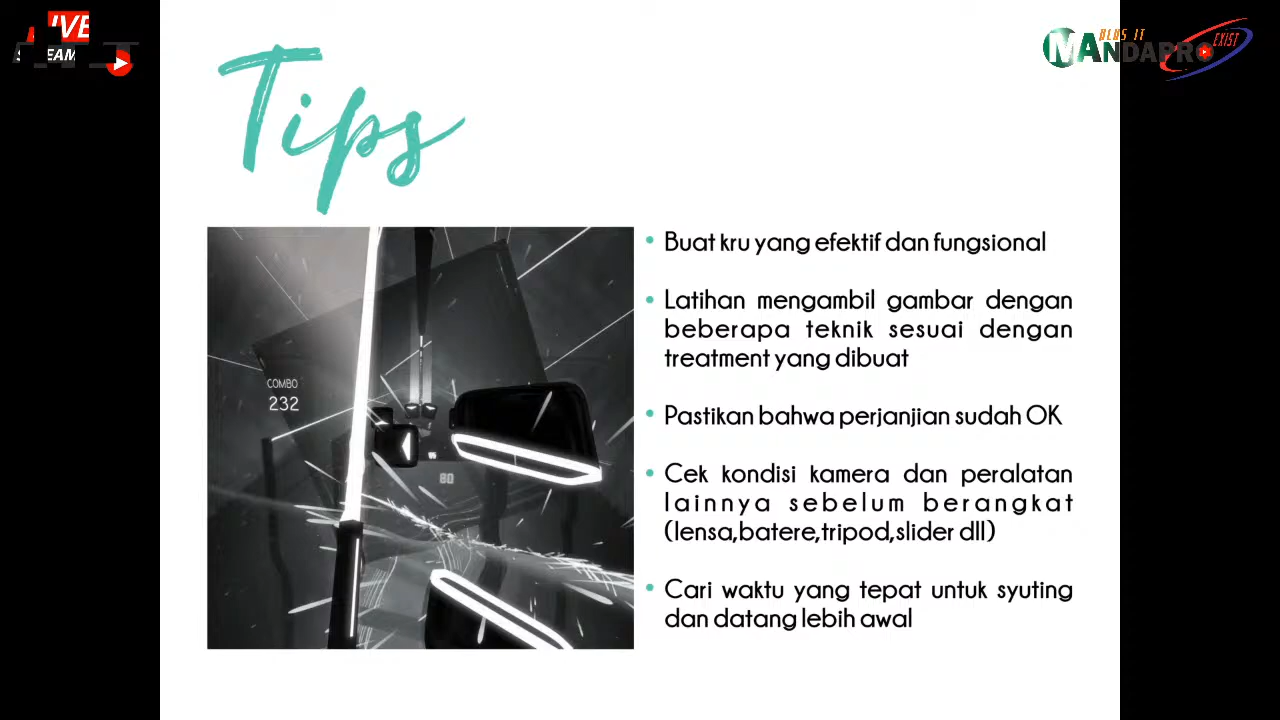 Tips
Buat kru yang efektif dan fungsional
Latihan mengambil gambar dengan
beberapa teknik sesuai dengan
treatment yang dibuat
Pastikan bahwa perjanjian sudah OK
Cek kondisi kamera dan peralatan
lainnya sebelum berangkat
(lensa,batere,tripod,slider dll)
Cari waktu yang tepat untuk syuting
dan datang lebih awal
COMBO
232
80
MANDAPRO
EXIST